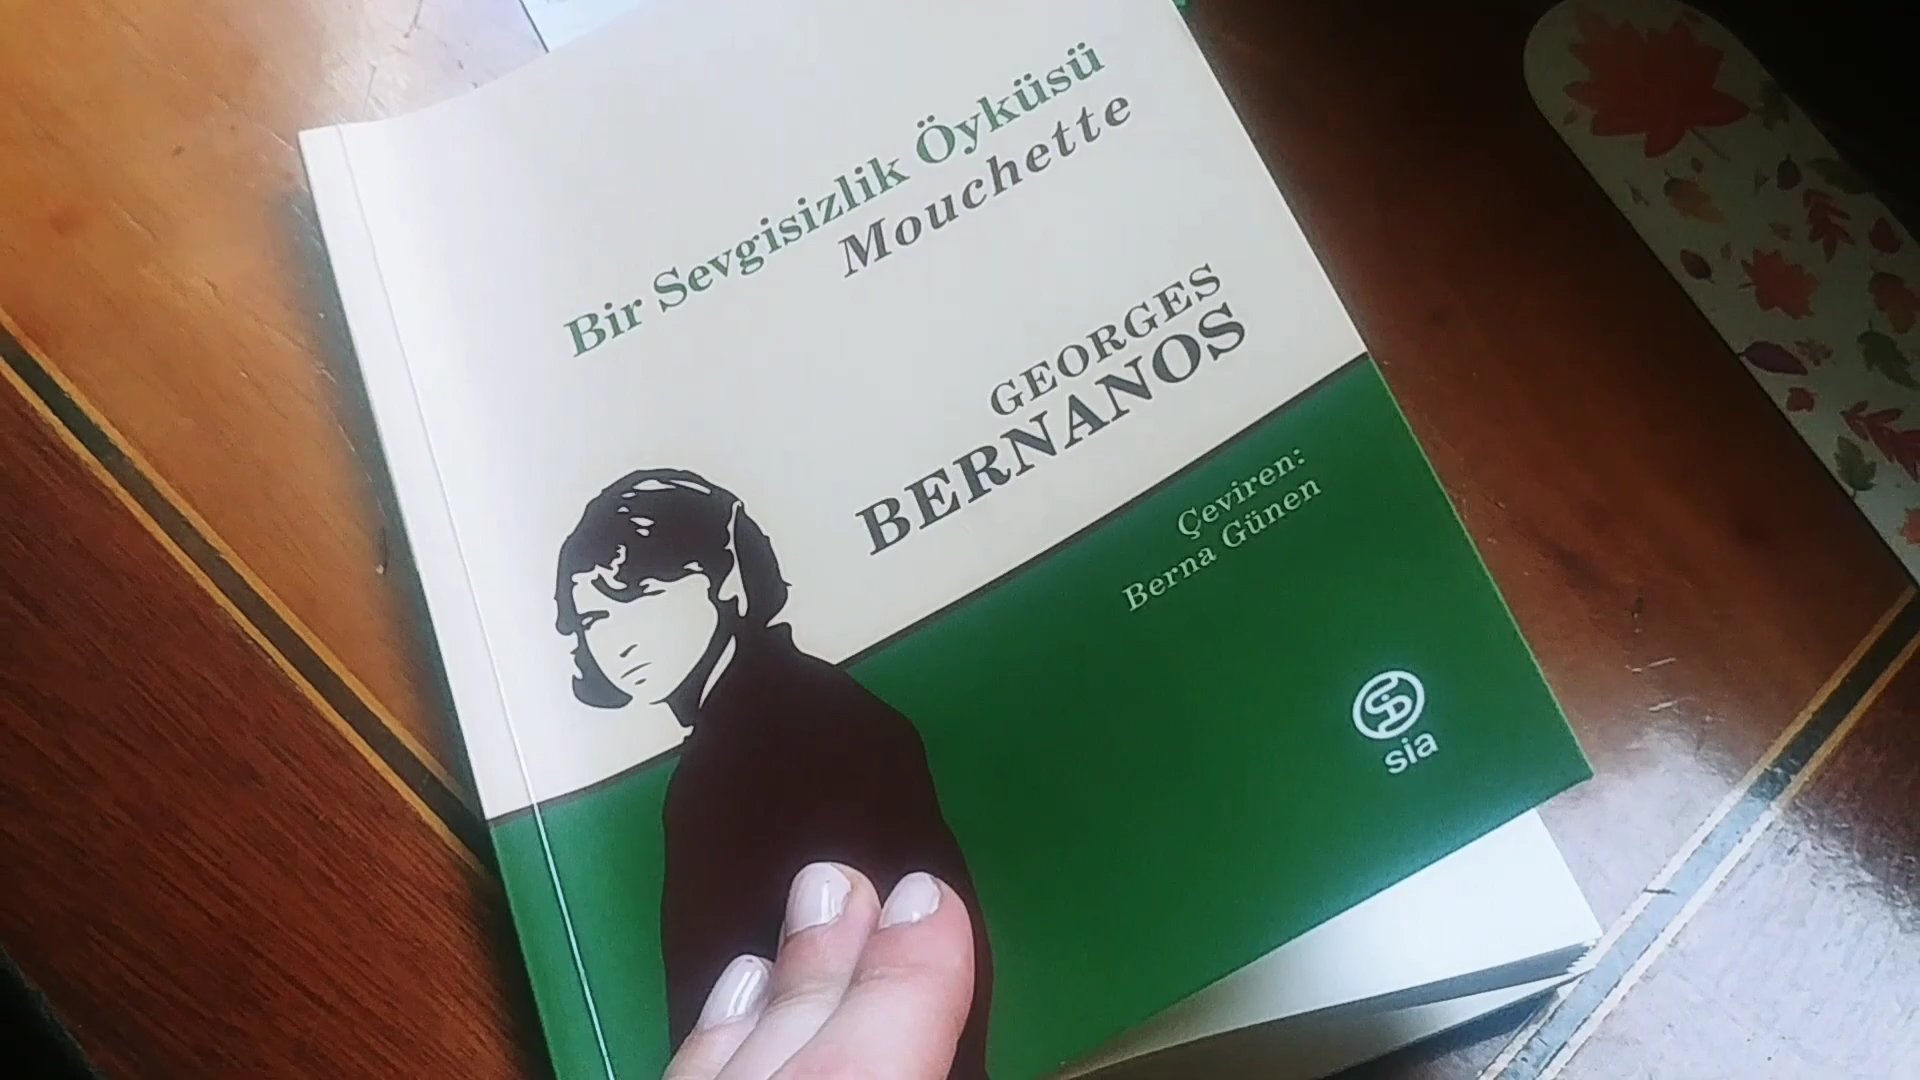 Bir Sevgisizlik Öyküsü
Mouchette
GEORGES
BERNANOS
Çeviren:
Berna Günen
sia